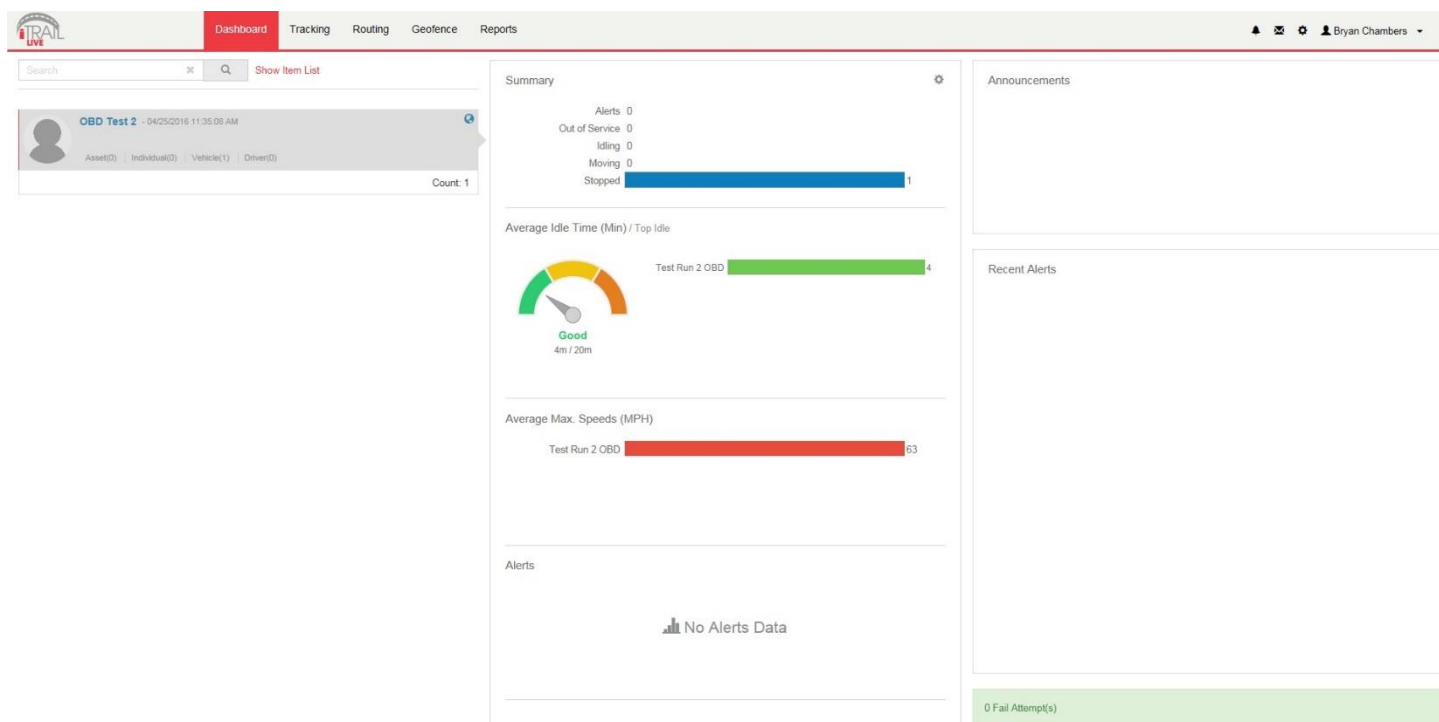 iTRAIL
LIVE
Dashboard Tracking Routing Geofence Reports
Bryan Chambers
Search
Show Item List
OBD Test 2 - 04/25/2016 11:35:08 AM
Asset(0) Individual(0) Vehicle(1) Driver(0)
Count: 1
Summary
Alerts 0
Out of Service 0
Idling 0
Moving 0
Stopped 1
Average Idle Time (Min) / Top Idle
Test Run 2 OBD 4
Good
4m / 20m
Average Max. Speeds (MPH)
Test Run 2 OBD 63
Alerts
No Alerts Data
Announcements
Recent Alerts
0 Fail Attempt(s)